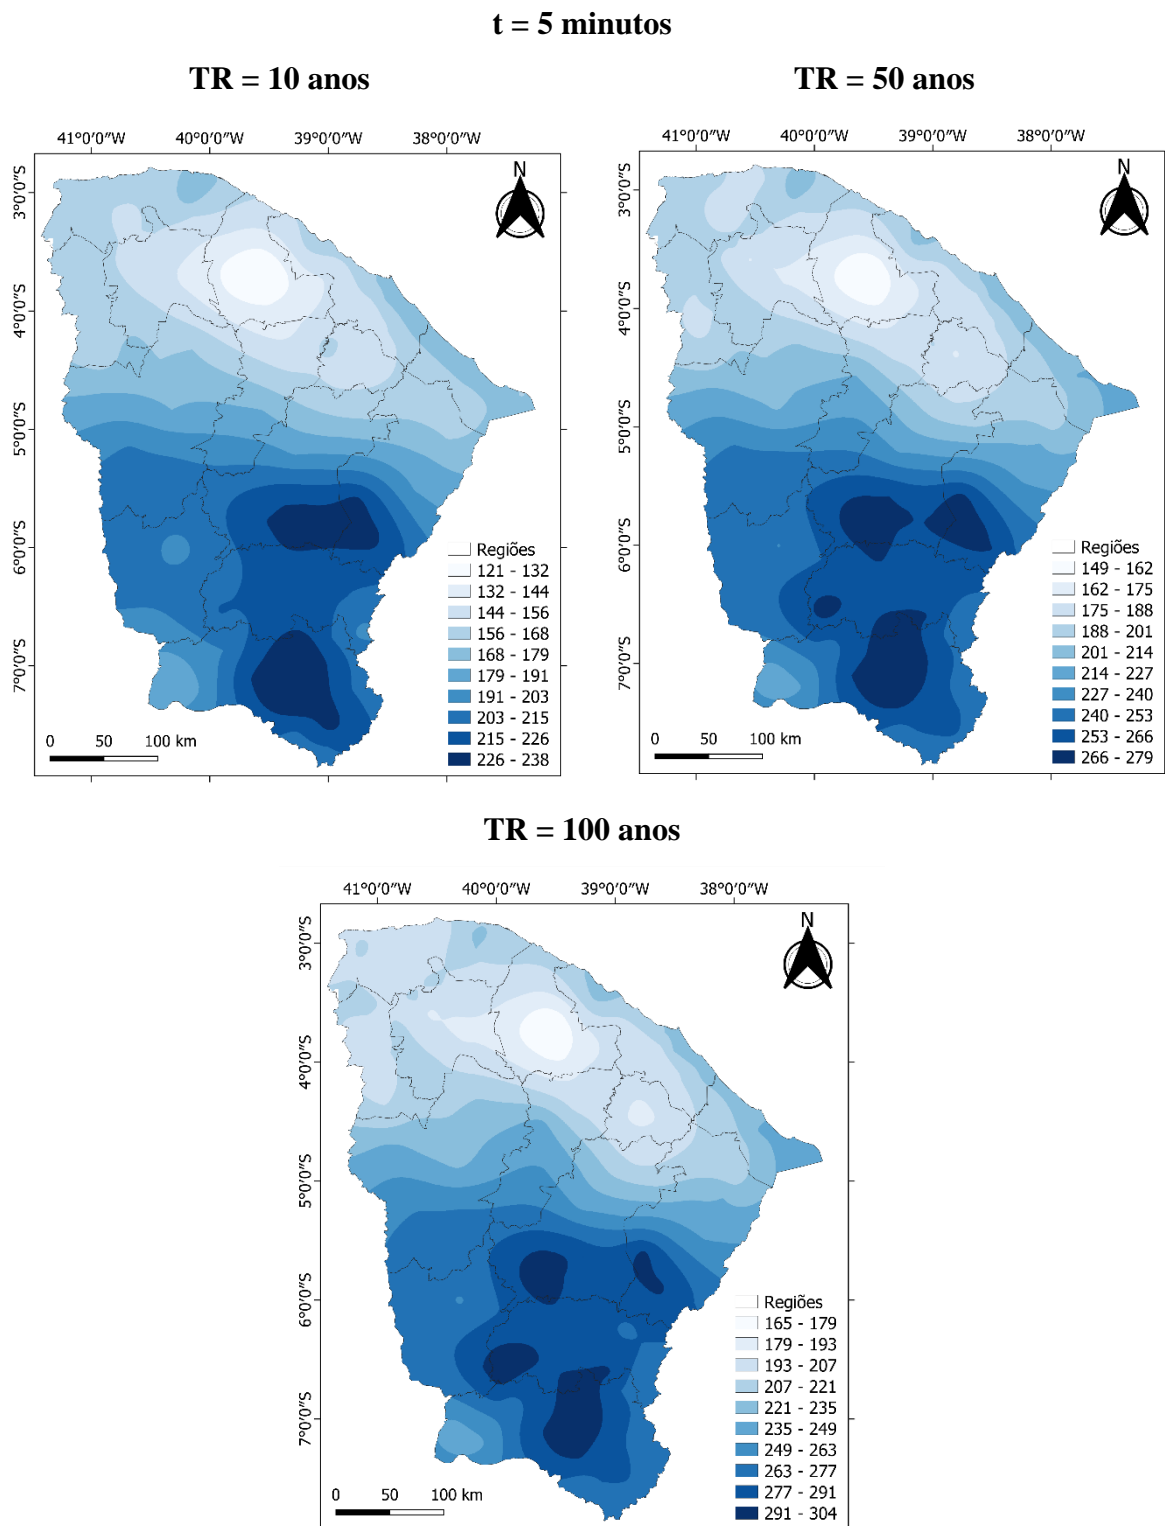 t = 5 minutos
TR = 10 anos
TR = 50 anos
41°0'0"W 40°0'0"W 39°0'0"W 38°0'0"W
3°0'0"S
4°0'0"S
5°0'0"S
6°0'0"S
7°0'0"S
N
Regiões
121 - 132
132 - 144
144 - 156
156 - 168
168 - 179
179 - 191
191 - 203
203 - 215
215 - 226
226 - 238
0 50 100 km
41°0'0"W 40°0'0"W 39°0'0"W 38°0'0"W
3°0'0"S
4°0'0"S
5°0'0"S
6°0'0"S
7°0'0"S
N
Regiões
149 - 162
162 - 175
175 - 188
188 - 201
201 - 214
214 - 227
227 - 240
240 - 253
253 - 266
266 - 279
0 50 100 km
TR = 100 anos
41°0'0"W 40°0'0"W 39°0'0"W 38°0'0"W
3°0'0"S
4°0'0"S
5°0'0"S
6°0'0"S
7°0'0"S
N
Regiões
165 - 179
179 - 193
193 - 207
207 - 221
221 - 235
235 - 249
249 - 263
263 - 277
277 - 291
291 - 304
0 50 100 km